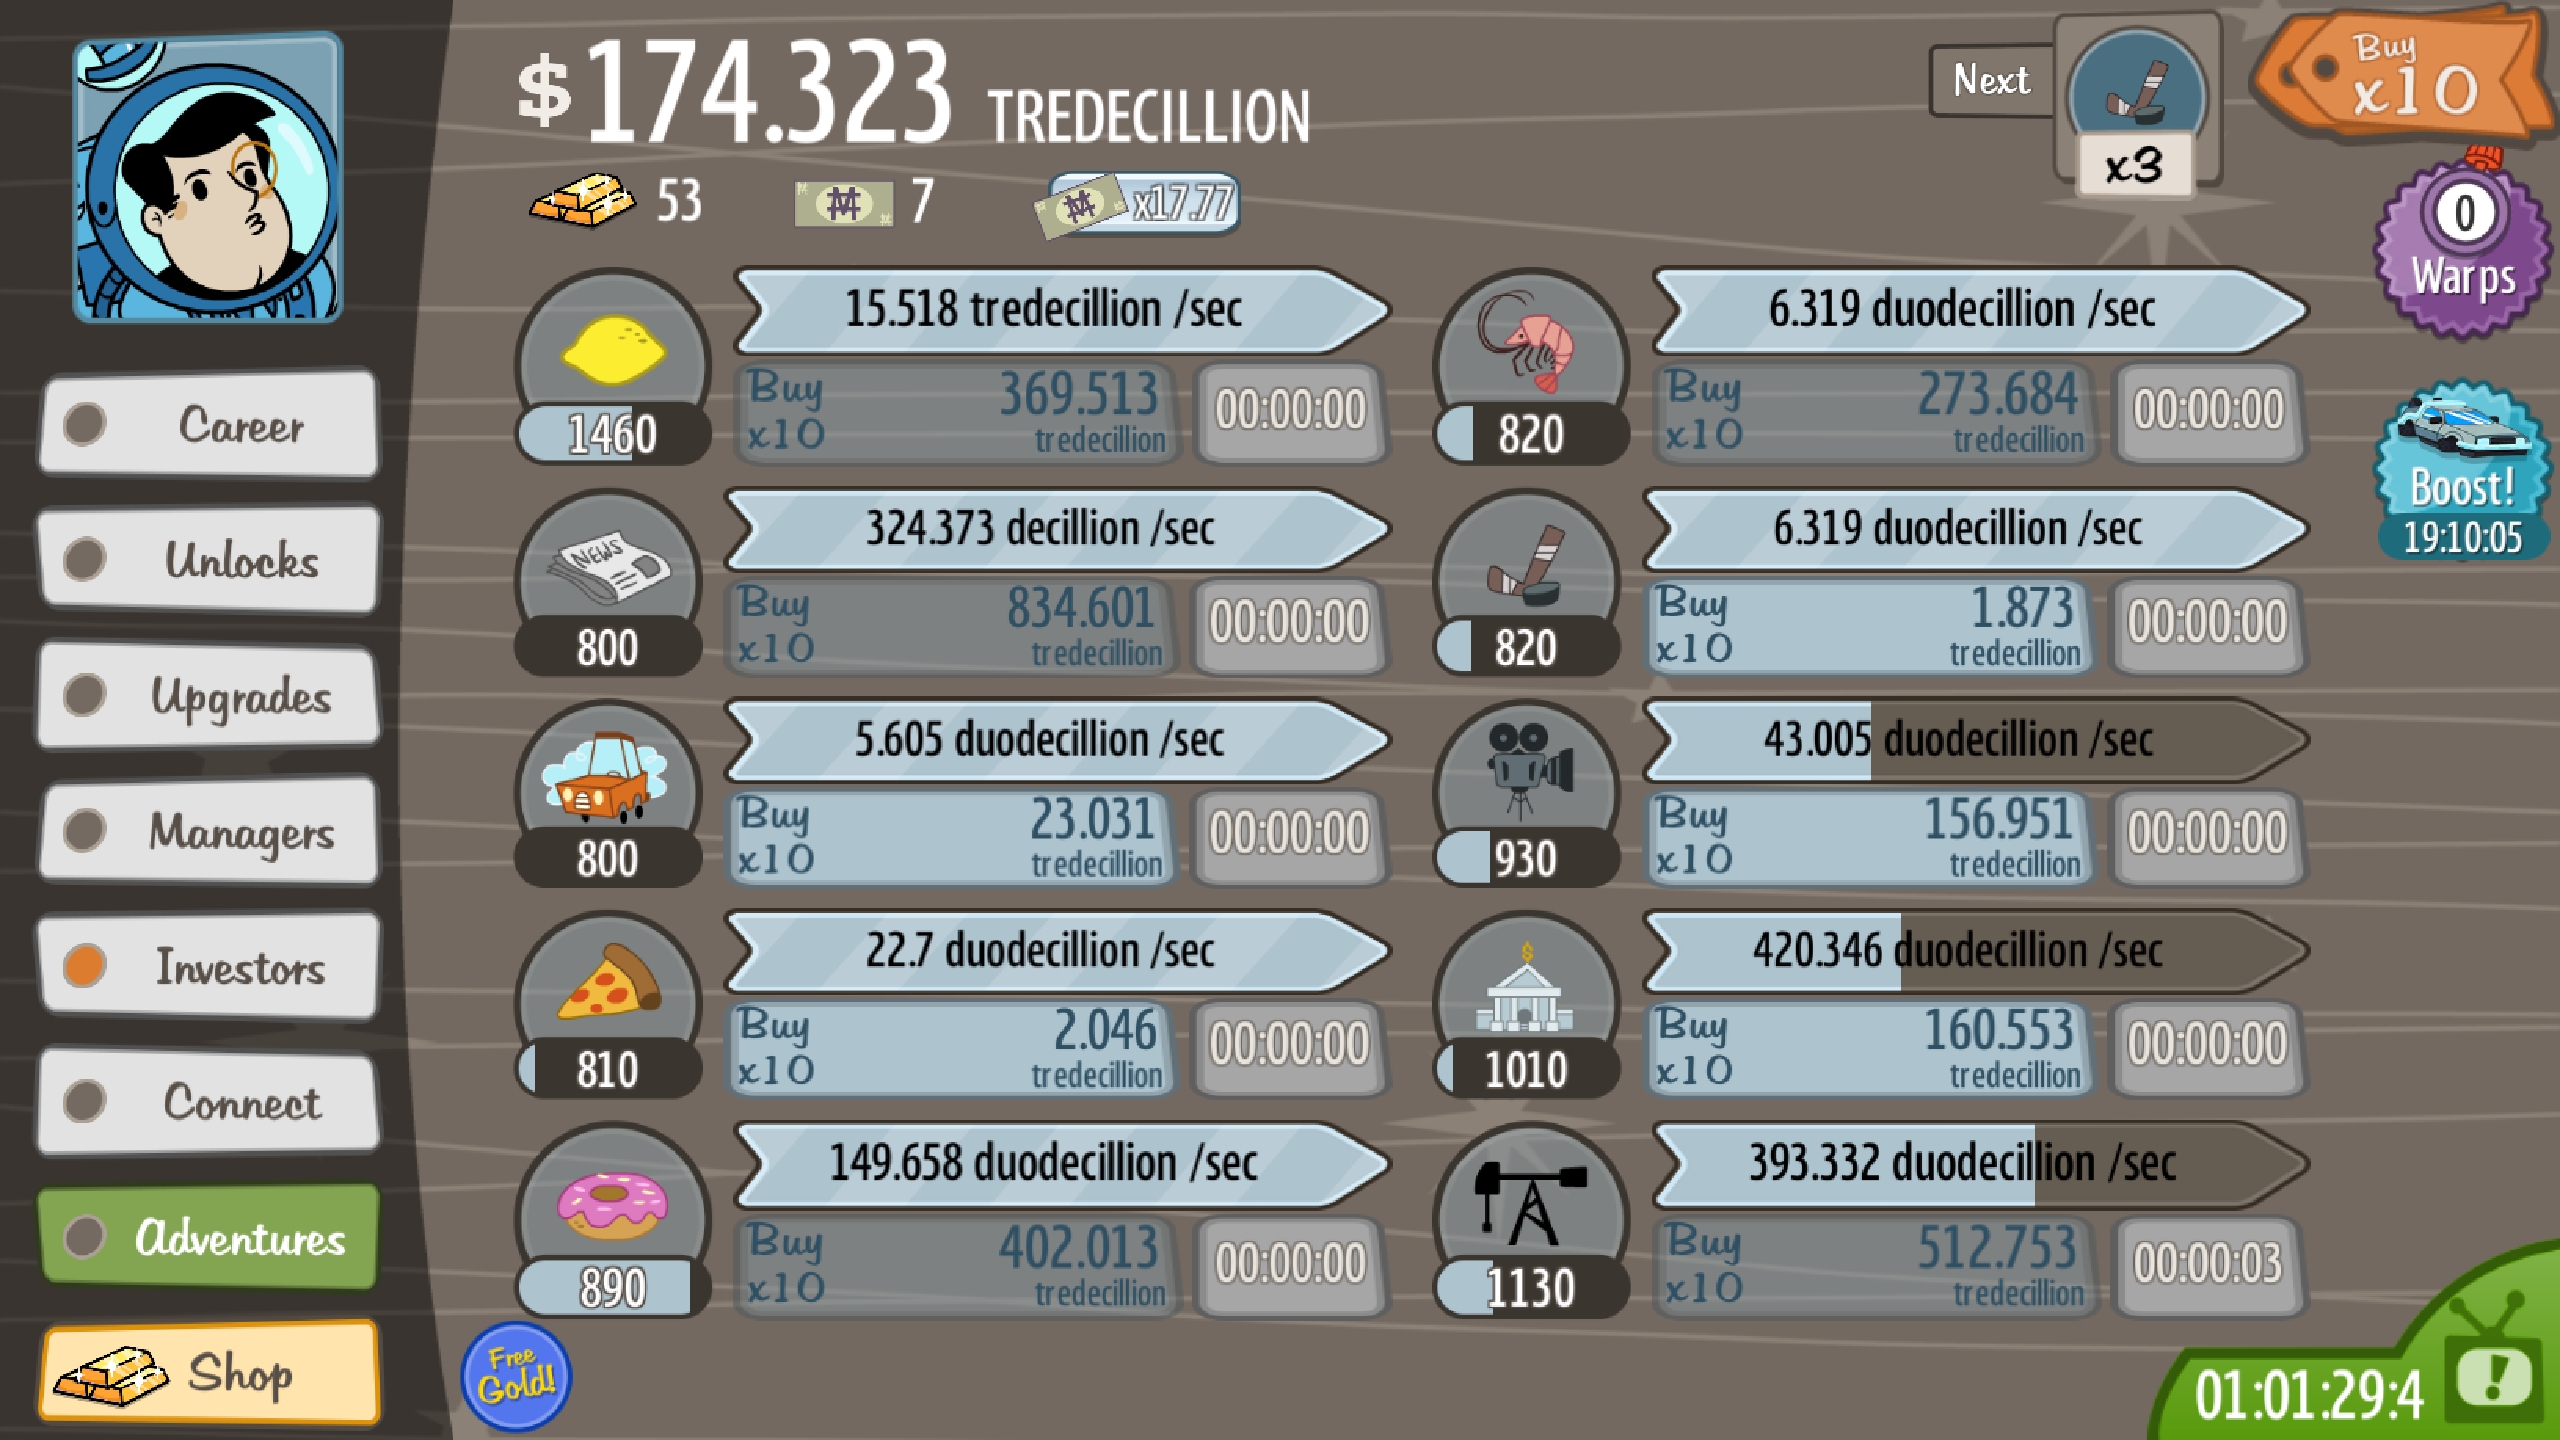 $174.323 TREDECILLION
53
7
x17.77
Next
x3
Buy
x10
0
Warps
Boost!
19:10:05
Career
Unlocks
Upgrades
Managers
Investors
Connect
Adventures
Shop
1460
15.518 tredecillion /sec
Buy
x10
369.513
tredecillion
00:00:00
820
6.319 duodecillion /sec
Buy
x10
273.684
tredecillion
00:00:00
NEWS
800
324.373 decillion /sec
Buy
x10
834.601
tredecillion
00:00:00
820
6.319 duodecillion /sec
Buy
x10
1.873
tredecillion
00:00:00
800
5.605 duodecillion /sec
Buy
x10
23.031
tredecillion
00:00:00
930
43.005 duodecillion /sec
Buy
x10
156.951
tredecillion
00:00:00
810
22.7 duodecillion /sec
Buy
x10
2.046
tredecillion
00:00:00
$
1010
420.346 duodecillion /sec
Buy
x10
160.553
tredecillion
00:00:00
890
149.658 duodecillion /sec
Buy
x10
402.013
tredecillion
00:00:00
1130
393.332 duodecillion /sec
Buy
x10
512.753
tredecillion
00:00:03
Free
Gold!
01:01:29:4
!